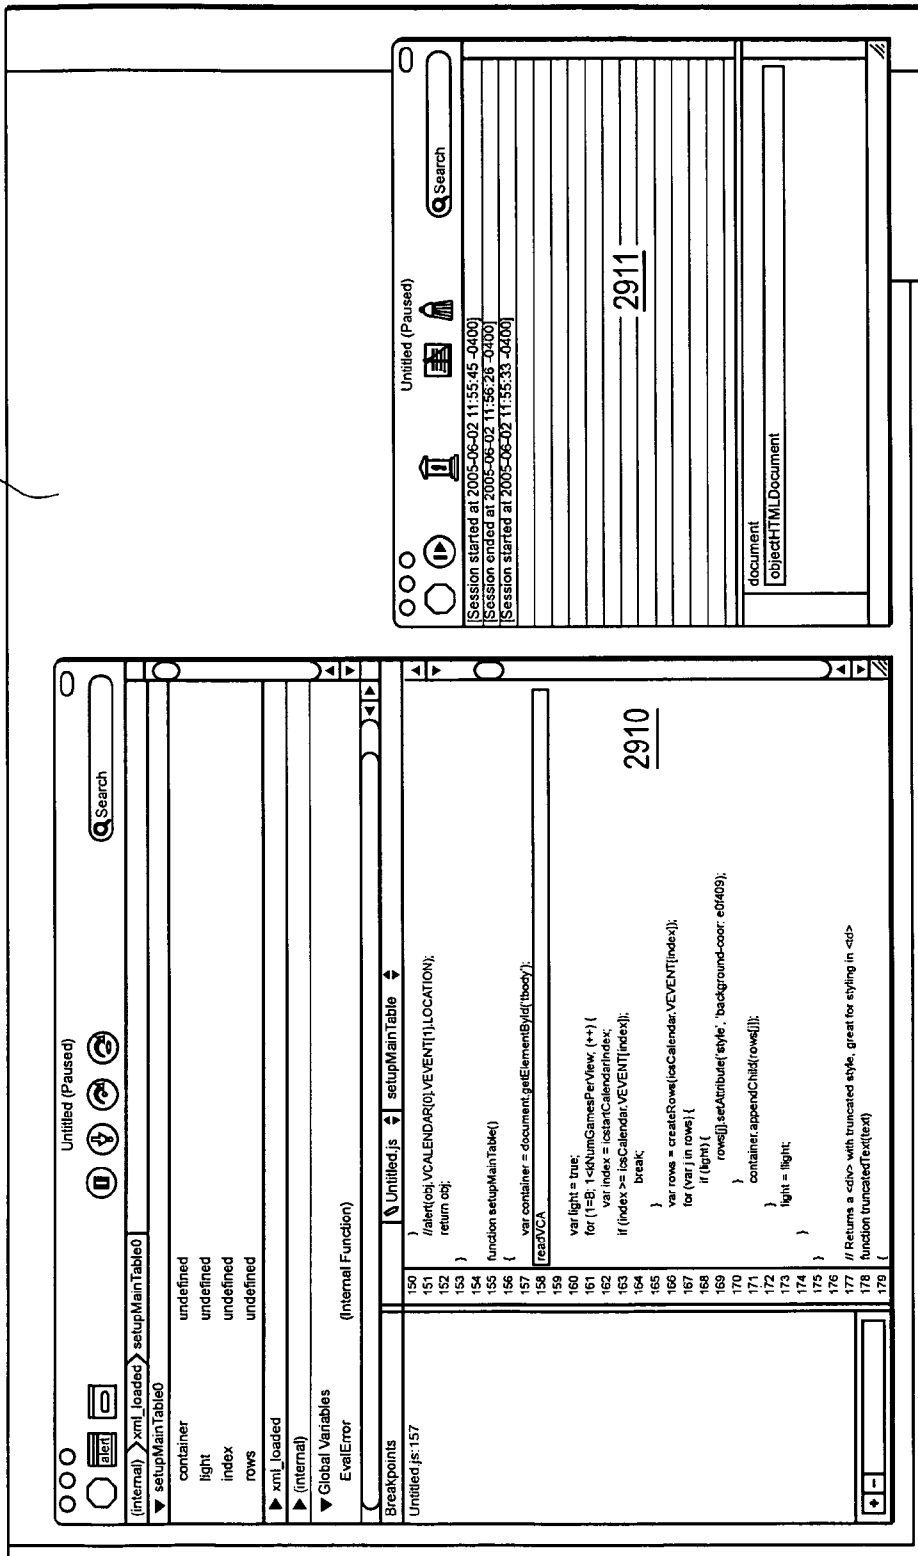 Untitled (Paused)
alert
Search
(internal) xml_loaded setupMainTable0
▼ setupMainTable0
container undefined
light undefined
index undefined
rows undefined
▶ xml_loaded
▶ (internal)
▼ Global Variables
EvalError (Internal Function)
Breakpoints
Untitled.js setupMainTable
Untitled.js:157
150 }
151 //alert(obj.VCALENDAR[0].VEVENT[1].LOCATION);
152 return obj;
153 }
154
155 function setupMainTable()
156 {
157 var container = document.getElementById('tbody');
158 readVCA
159
160 var light = true;
161 for (1=B; 1<kNumGamesPerView; (++) {
162 var index = icstartCalendarIndex;
163 if (index >= icsCalendar.VEVENT[index]);
164 break;
165 }
166 var rows = createRows(icsCalendar.VEVENT[index]);
167 for (var j in rows) {
168 if (light) {
169 rows[j].setAttribute('style', 'background-coor: e0f409);
170 }
171 container.appendChild(rows[j]);
172 }
173 light = !light;
174 }
175 }
176
177 // Returns a <div> with truncated style, great for styling in <td>
178 function truncatedText(text)
179 {
+ −
2910
Untitled (Paused)
Search
[Session started at 2005-06-02 11:55:45 -0400]
[Session ended at 2005-06-02 11:56:26 -0400]
[Session started at 2005-06-02 11:55:33 -0400]
2911
document
objectHTMLDocument